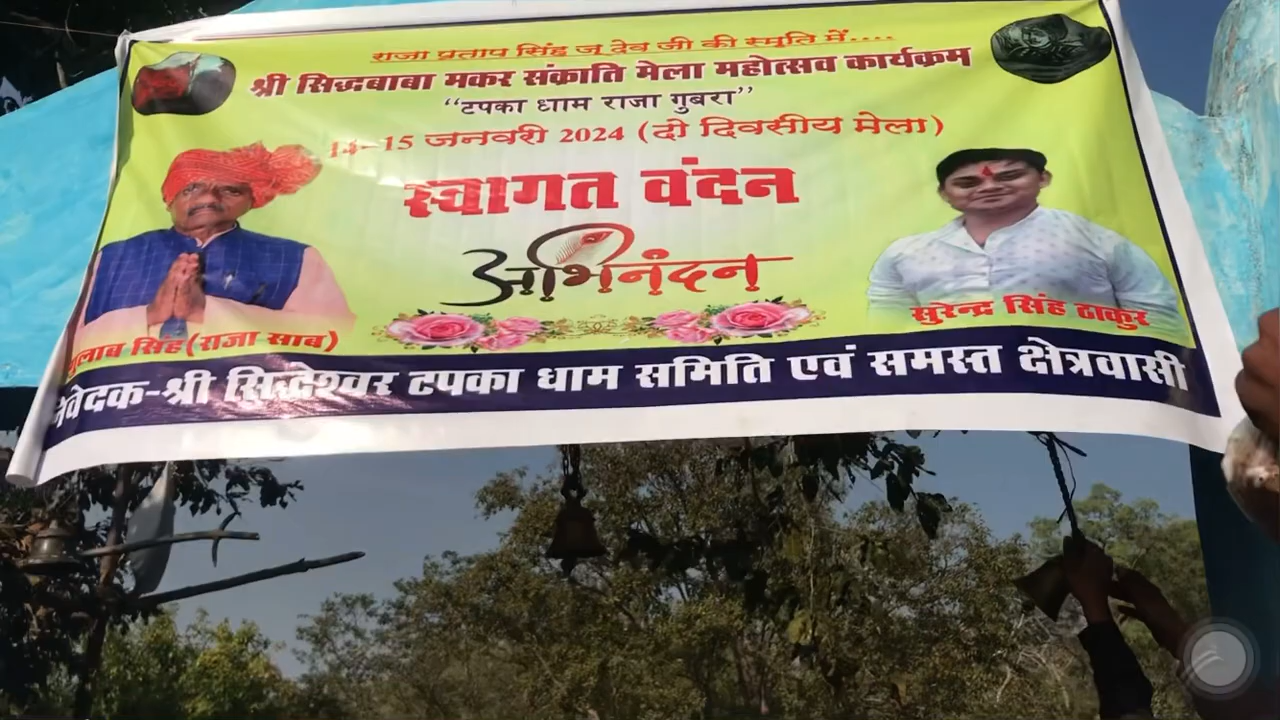 राजा प्रताप सिंह जू देव जी की स्मृति में....
श्री सिद्धबाबा मकर संक्राति मेला महोत्सव कार्यक्रम
“टपका धाम राजा गुबरा”
14-15 जनवरी 2024 (दो दिवसीय मेला)
स्वागत वंदन
अभिनंदन
गुलाब सिंह(राजा साब)
सुरेन्द्र सिंह ठाकुर
निवेदक-श्री सिद्धेश्वर टपका धाम समिति एवं समस्त क्षेत्रवासी